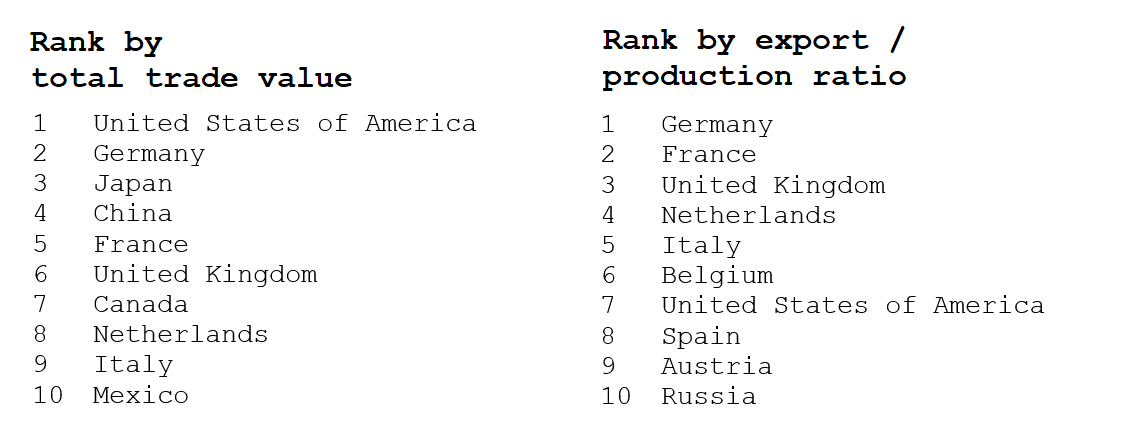 Rank by
total trade value
1 United States of America
2 Germany
3 Japan
4 China
5 France
6 United Kingdom
7 Canada
8 Netherlands
9 Italy
10 Mexico
Rank by export /
production ratio
1 Germany
2 France
3 United Kingdom
4 Netherlands
5 Italy
6 Belgium
7 United States of America
8 Spain
9 Austria
10 Russia